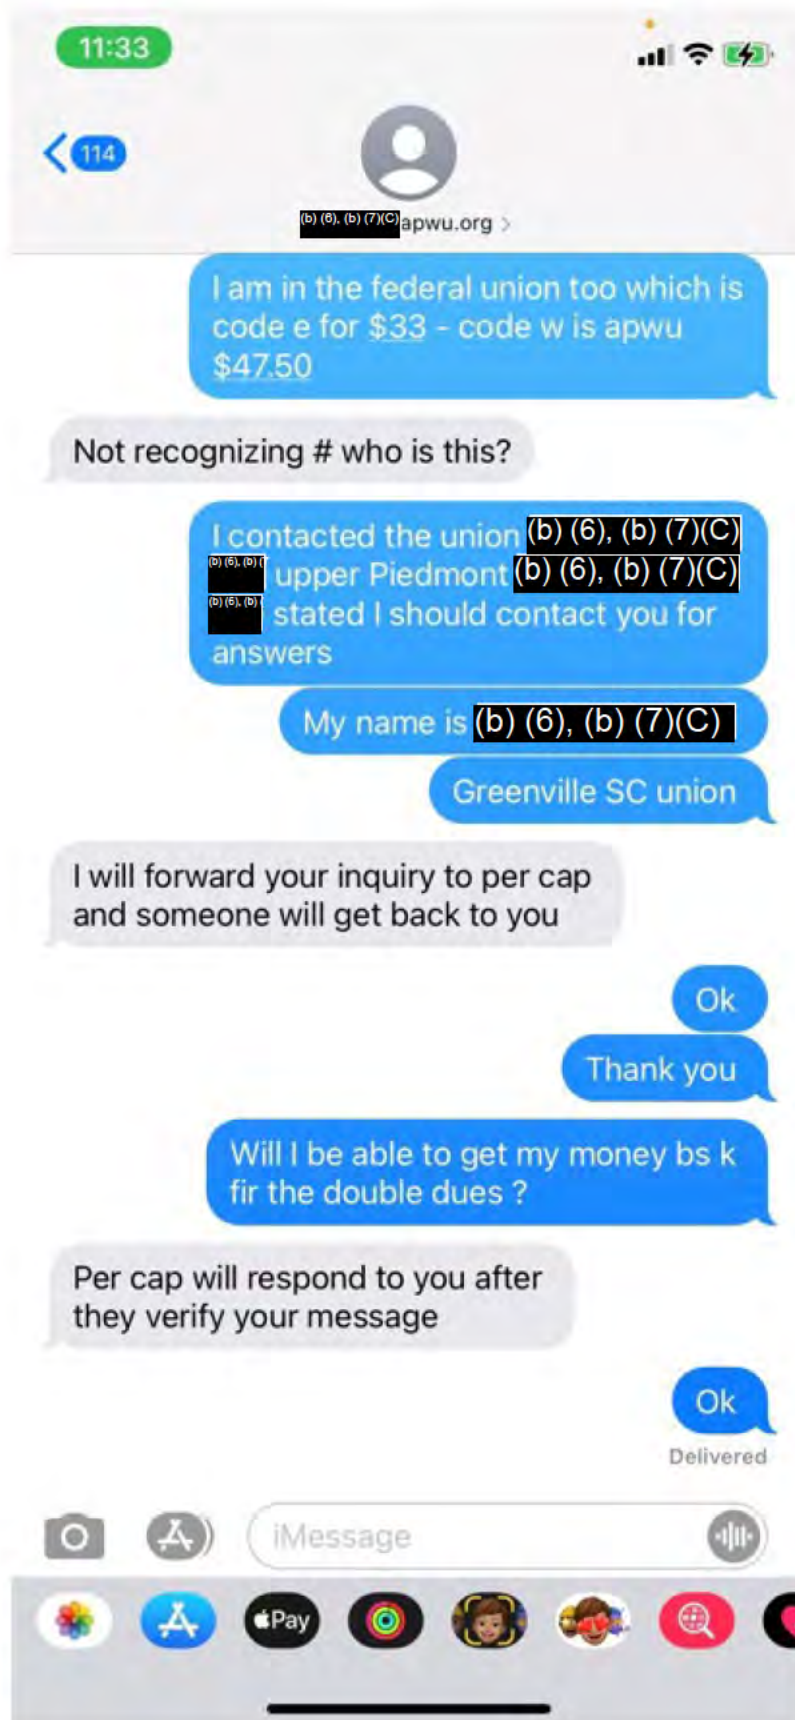 11:33
114
(b) (6), (b) (7)(C) apwu.org >
I am in the federal union too which is
code e for $33 - code w is apwu
$47.50
Not recognizing # who is this?
I contacted the union (b) (6), (b) (7)(C)
(b) (6), (b) ( upper Piedmont (b) (6), (b) (7)(C)
(b) (6), (b) ( stated I should contact you for
answers
My name is (b) (6), (b) (7)(C)
Greenville SC union
I will forward your inquiry to per cap
and someone will get back to you
Ok
Thank you
Will I be able to get my money bs k
fir the double dues ?
Per cap will respond to you after
they verify your message
Ok
Delivered
iMessage
Pay